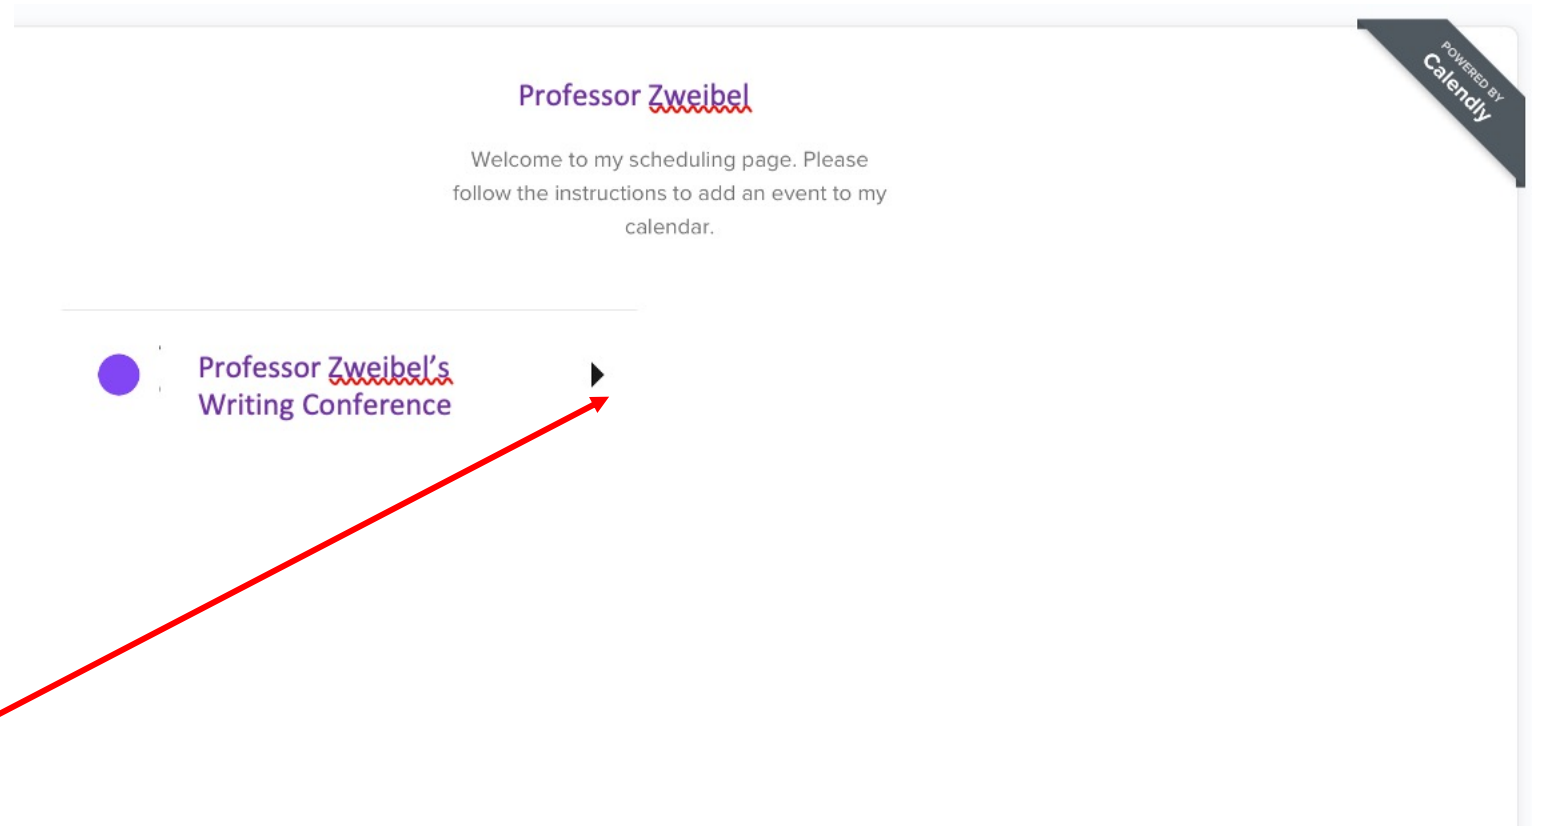 POWERED BY
Calendly
Professor Zweibel
Welcome to my scheduling page. Please
follow the instructions to add an event to my
calendar.
Professor Zweibel’s
Writing Conference